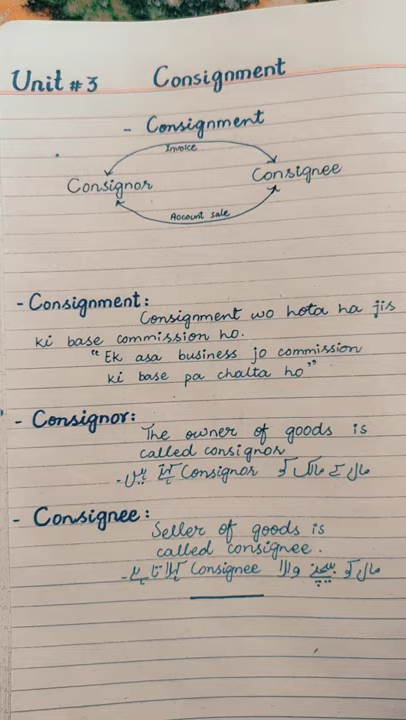 Unit # 3 Consignment
- Consignment
Invoice
Consignor Consignee
Account sale
- Consignment:
Consignment wo hota ha jis
ki base commission ho.
"Ek asa business jo commission
ki base pa chalta ho"
- Consignor:
The owner of goods is
called consignor
مال کے مالک کو Consignor کہتے ہیں۔
- Consignee:
Seller of goods is
called consignee.
مال کو بیچنے والا Consignee کہلاتا ہے۔